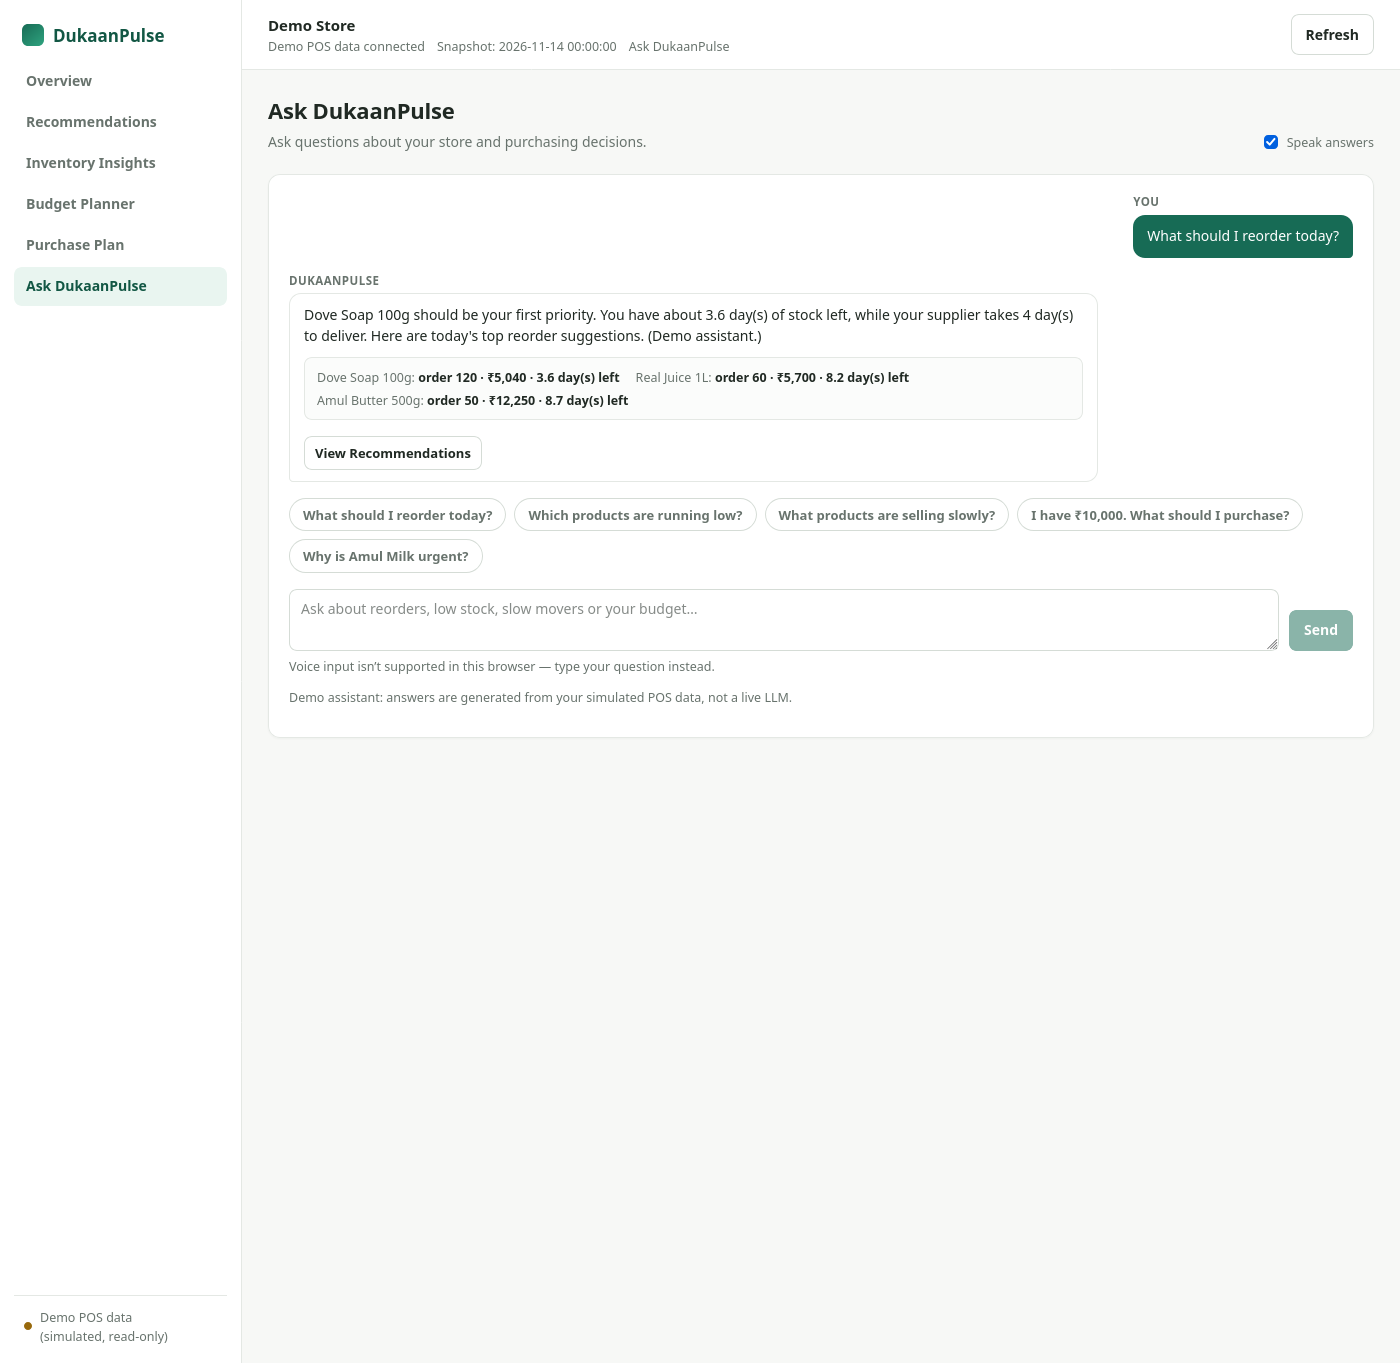 DukaanPulse
Overview
Recommendations
Inventory Insights
Budget Planner
Purchase Plan
Ask DukaanPulse
Demo POS data
(simulated, read-only)
Demo Store
Demo POS data connected Snapshot: 2026-11-14 00:00:00 Ask DukaanPulse
Refresh
Ask DukaanPulse
Ask questions about your store and purchasing decisions.
Speak answers
YOU
What should I reorder today?
DUKAANPULSE
Dove Soap 100g should be your first priority. You have about 3.6 day(s) of stock left, while your supplier takes 4 day(s)
to deliver. Here are today's top reorder suggestions. (Demo assistant.)
Dove Soap 100g: order 120 · ₹5,040 · 3.6 day(s) left Real Juice 1L: order 60 · ₹5,700 · 8.2 day(s) left
Amul Butter 500g: order 50 · ₹12,250 · 8.7 day(s) left
View Recommendations
What should I reorder today? Which products are running low? What products are selling slowly? I have ₹10,000. What should I purchase?
Why is Amul Milk urgent?
Ask about reorders, low stock, slow movers or your budget...
Send
Voice input isn't supported in this browser — type your question instead.
Demo assistant: answers are generated from your simulated POS data, not a live LLM.